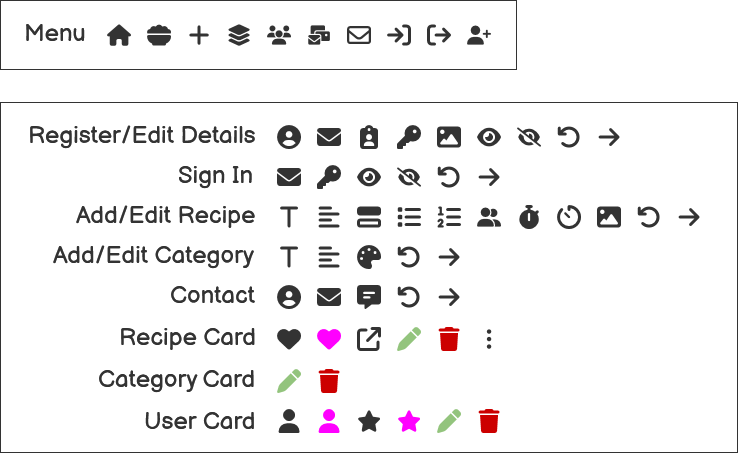 Menu
Register/Edit Details
Sign In
Add/Edit Recipe
Add/Edit Category
Contact
Recipe Card
Category Card
User Card